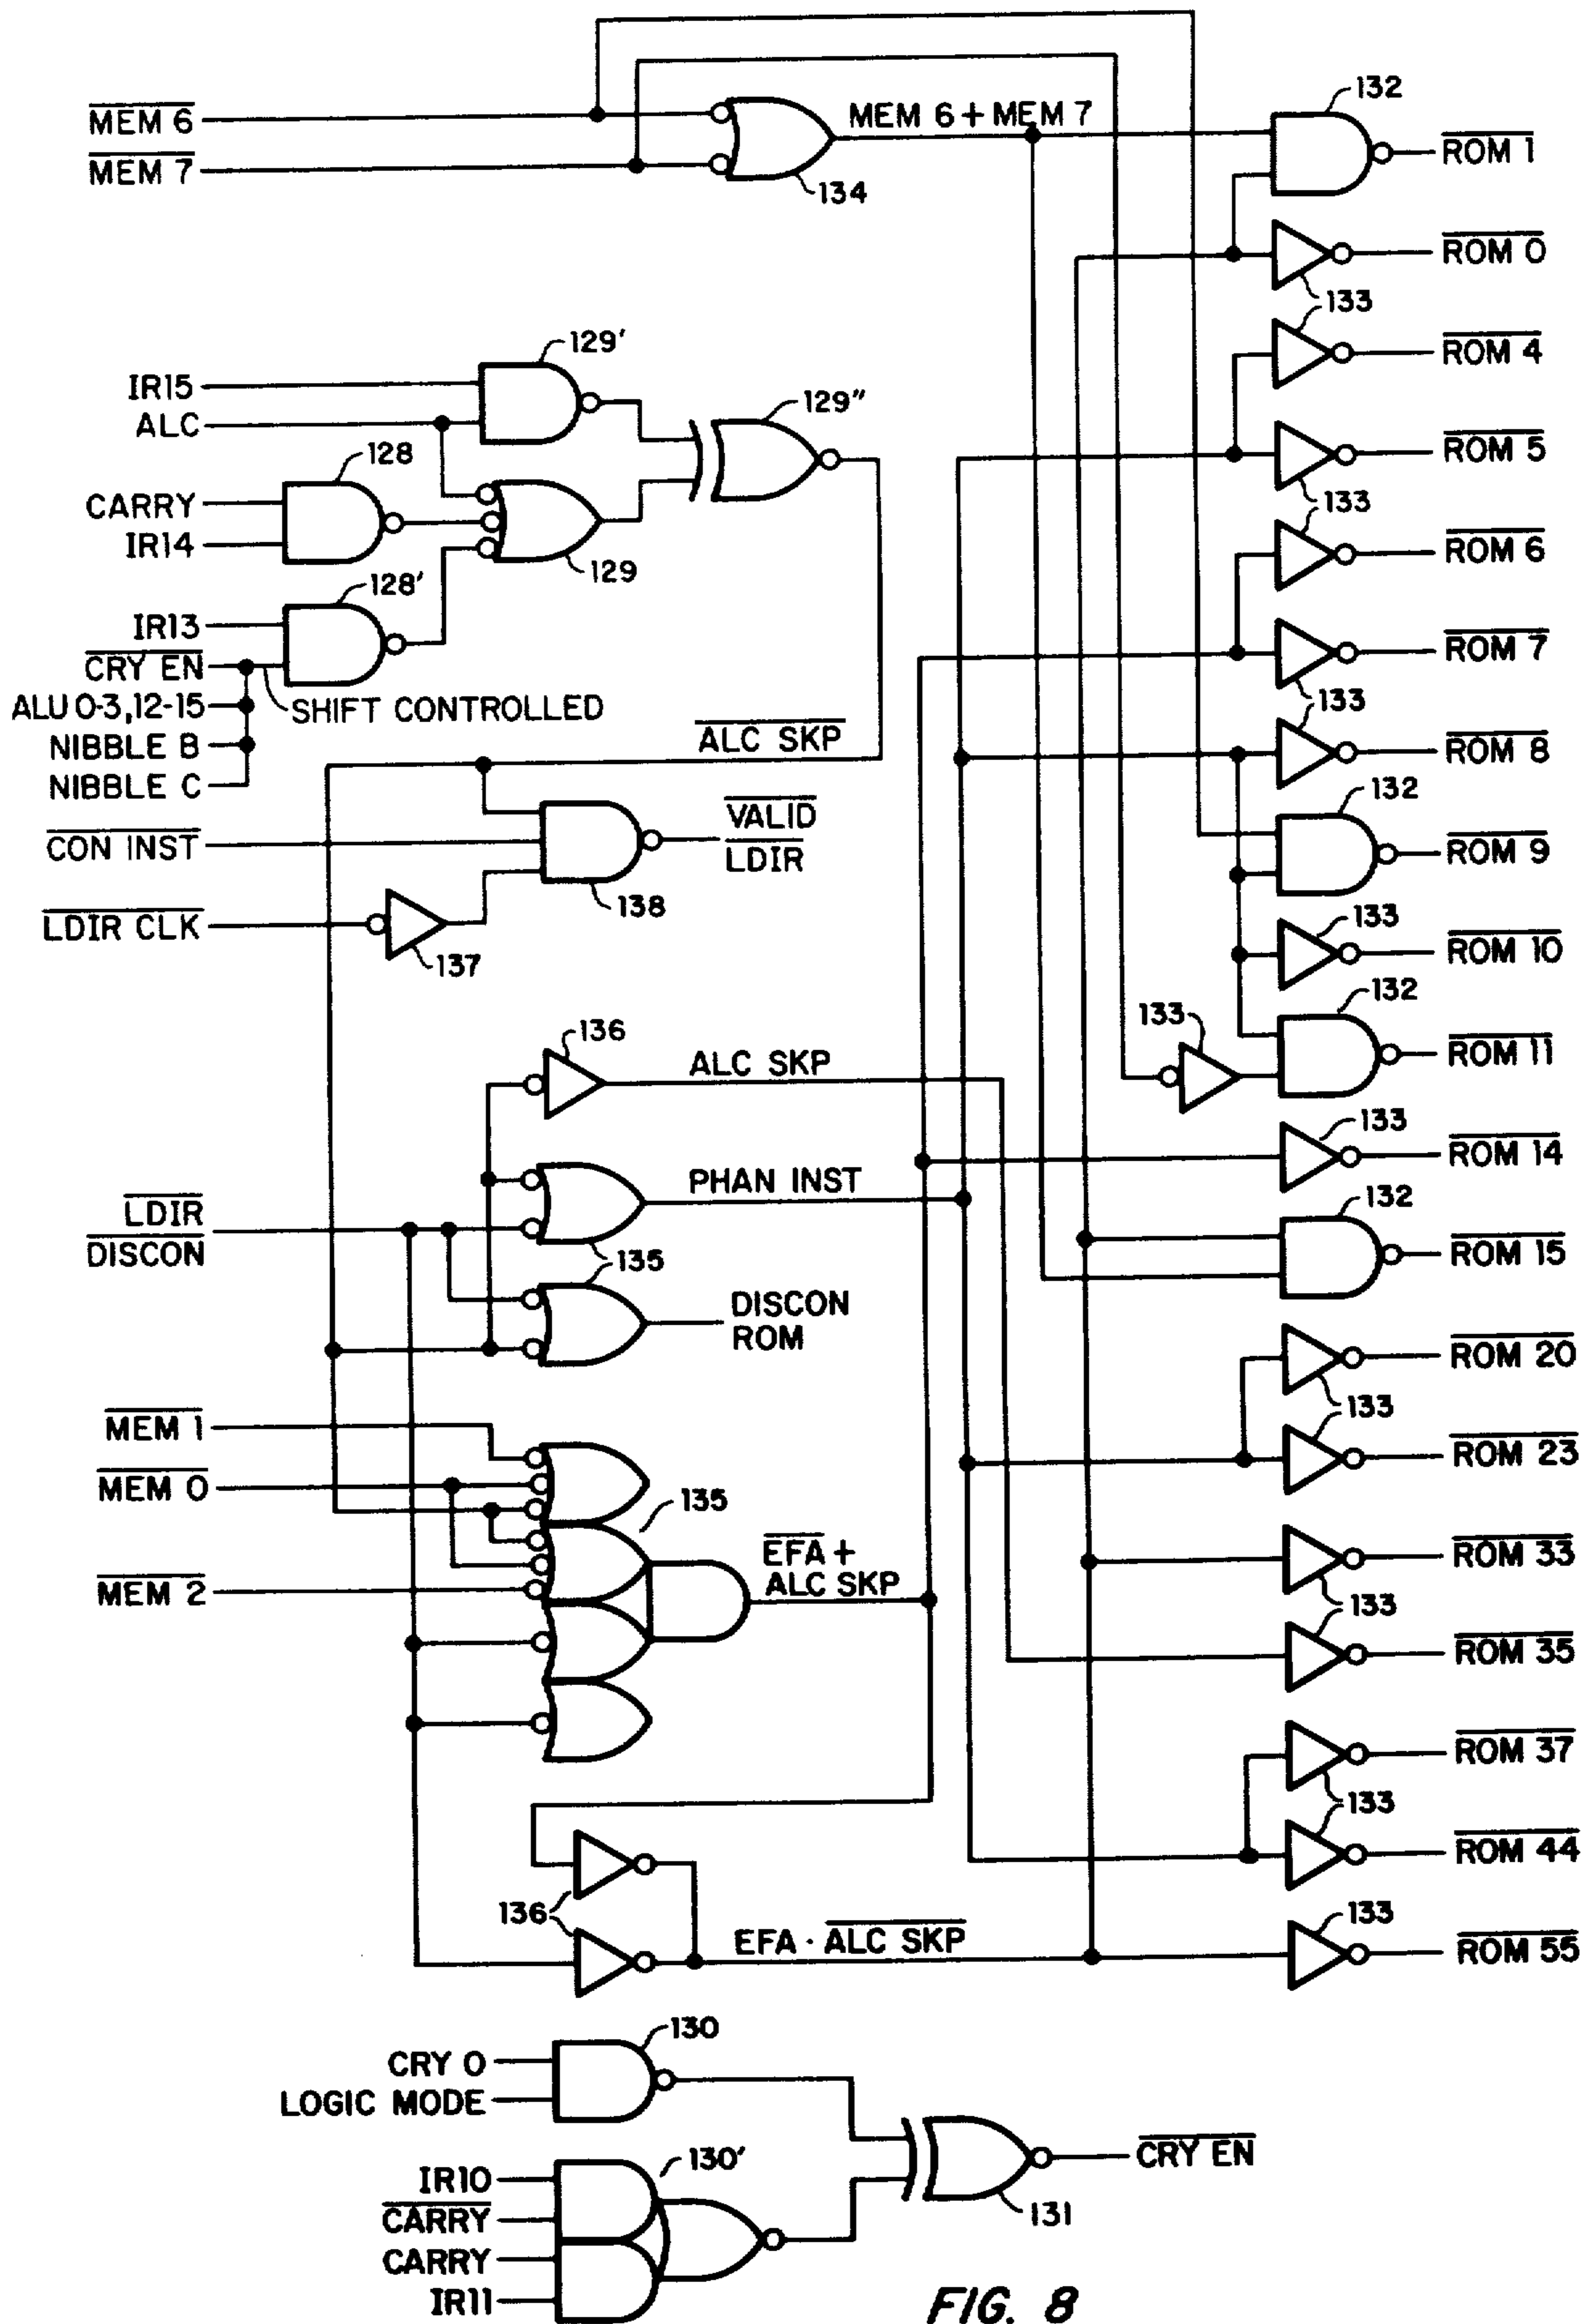 132
MEM 6
MEM 6 + MEM 7
ROM 1
MEM 7
134
ROM 0
133
ROM 4
129'
IR15
129"
ALC
ROM 5
128
133
CARRY
ROM 6
IR14
129
128'
IR13
ROM 7
CRY EN
133
ALU 0-3,12-15
SHIFT CONTROLLED
NIBBLE B
ALC SKP
ROM 8
NIBBLE C
132
VALID
CON INST
LDIR
ROM 9
138
133
LDIR CLK
ROM 10
137
132
133
136
ALC SKP
ROM 11
133
PHAN INST
ROM 14
LDIR
132
DISCON
135
ROM 15
DISCON
ROM
ROM 20
133
MEM 1
ROM 23
MEM 0
135
EFA +
ROM 33
ALC SKP
MEM 2
133
ROM 35
ROM 37
133
ROM 44
136
133
EFA · ALC SKP
ROM 55
130
CRY 0
LOGIC MODE
130'
CRY EN
IR10
131
CARRY
CARRY
IR11
FIG. 8